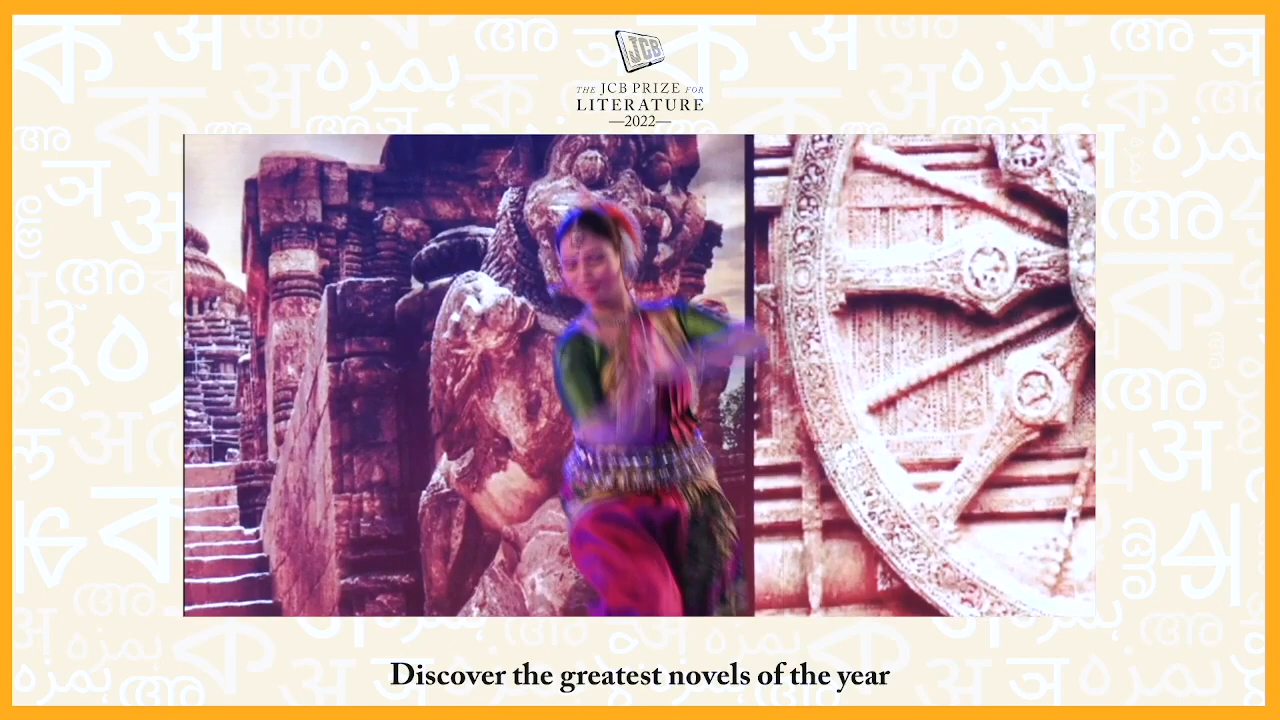 JCB
THE JCB PRIZE FOR
LITERATURE
—2022—
Discover the greatest novels of the year